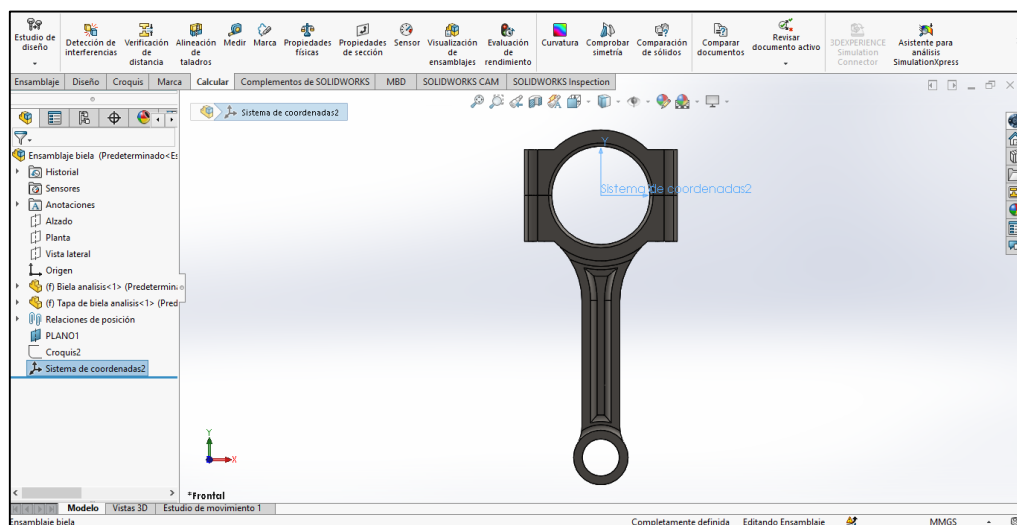 Estudio de diseño
Detección de interferencias
Verificación de distancia
Alineación de taladros
Medir
Marca
Propiedades físicas
Propiedades de sección
Sensor
Visualización de ensamblajes
Evaluación de rendimiento
Curvatura
Comprobar simetría
Comparación de sólidos
Comparar documentos
Revisar documento activo
3DEXPERIENCE Simulation Connector
Asistente para análisis SimulationXpress
Ensamblaje Diseño Croquis Marca Calcular Complementos de SOLIDWORKS MBD SOLIDWORKS CAM SOLIDWORKS Inspection
Sistema de coordenadas2
Ensamblaje biela (Predeterminado<Es
Historial
Sensores
A Anotaciones
Alzado
Planta
Vista lateral
Origen
(f) Biela analisis<1> (Predetermina
(f) Tapa de biela analisis<1> (Pred
Relaciones de posición
PLANO1
Croquis2
Sistema de coordenadas2
Y
Sistema de coordenadas2
Y
X
*Frontal
Modelo Vistas 3D Estudio de movimiento 1
Ensamblaje biela Completamente definida Editando Ensamblaje MMGS